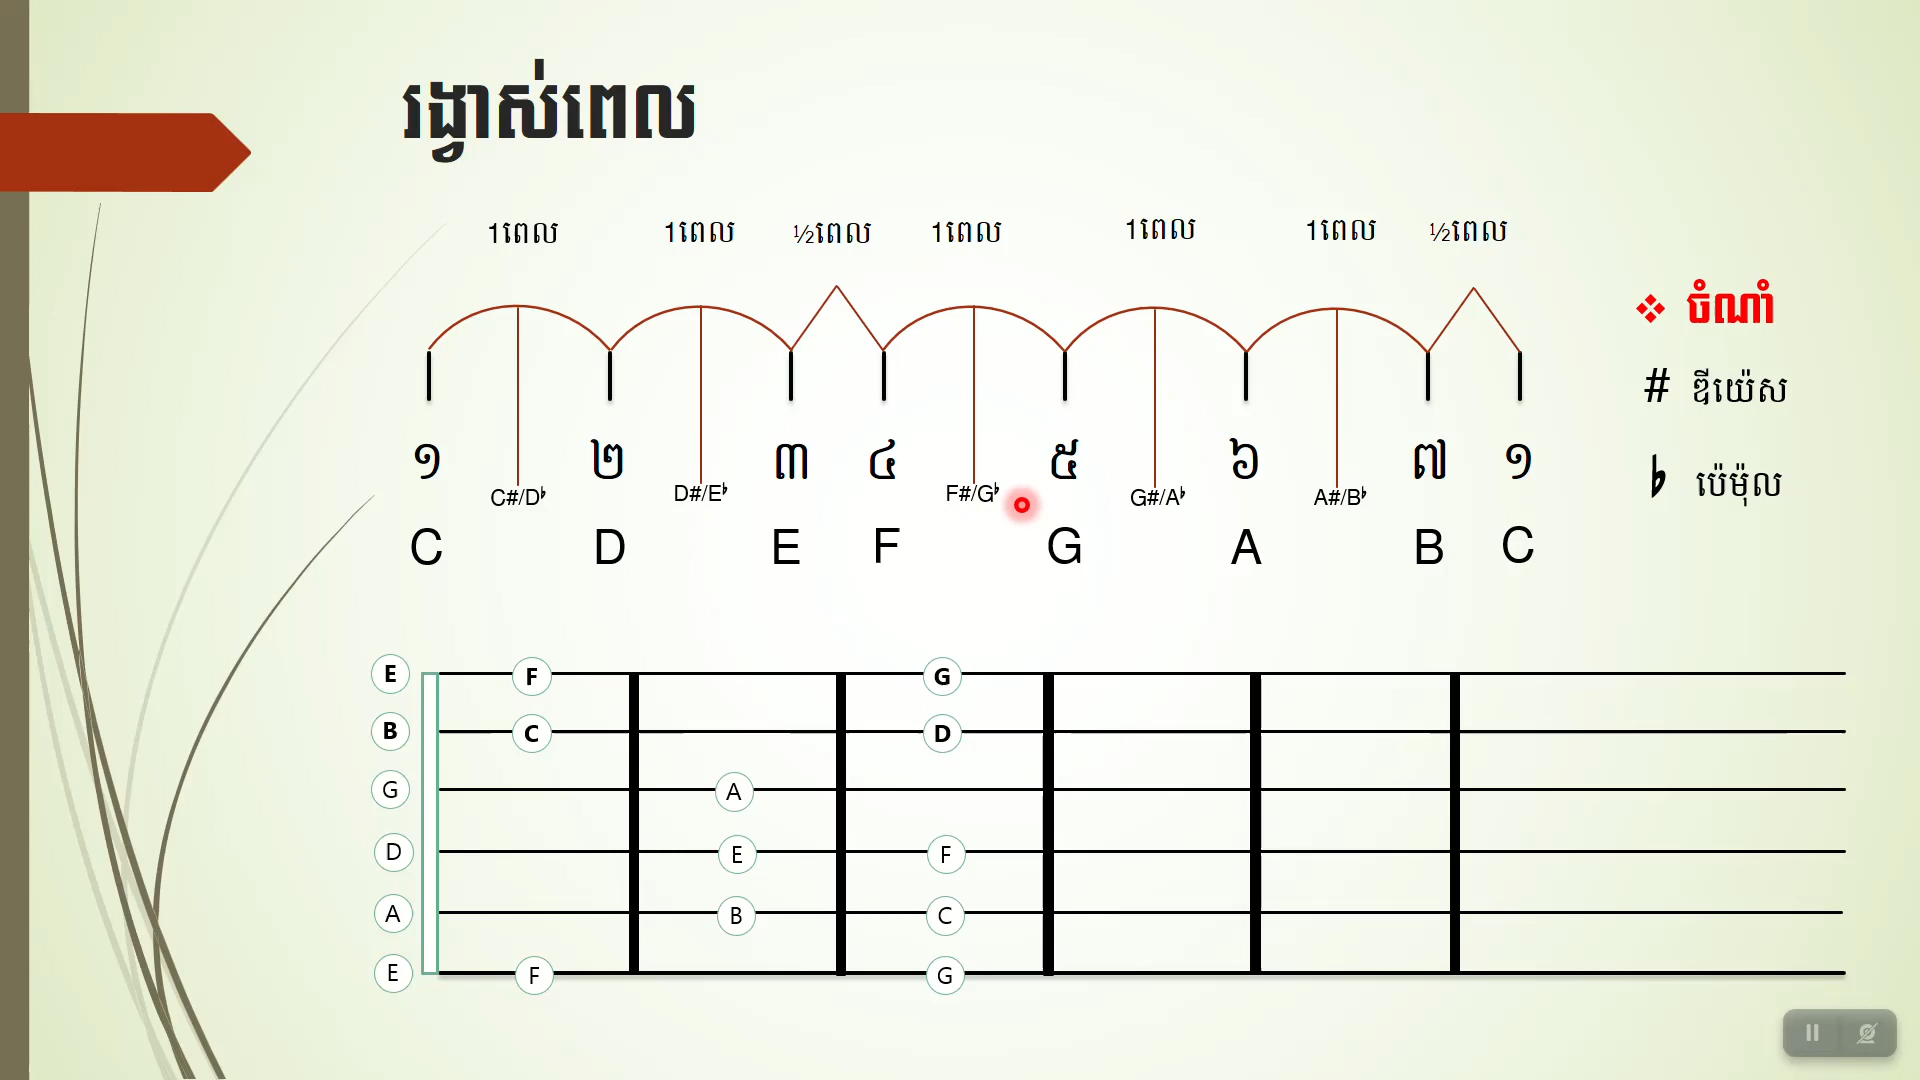 រង្វាស់ពេល
1ពេល 1ពេល ½ពេល 1ពេល 1ពេល 1ពេល ½ពេល
❖ ចំណាំ
# ឌីយ៉េស
១ ២ ៣ ៤ ៥ ៦ ៧ ១
♭ ប៉េម៉ុល
C#/D♭ D#/E♭ F#/G♭ G#/A♭ A#/B♭
C D E F G A B C
E F G
B C D
G A
D E F
A B C
E F G